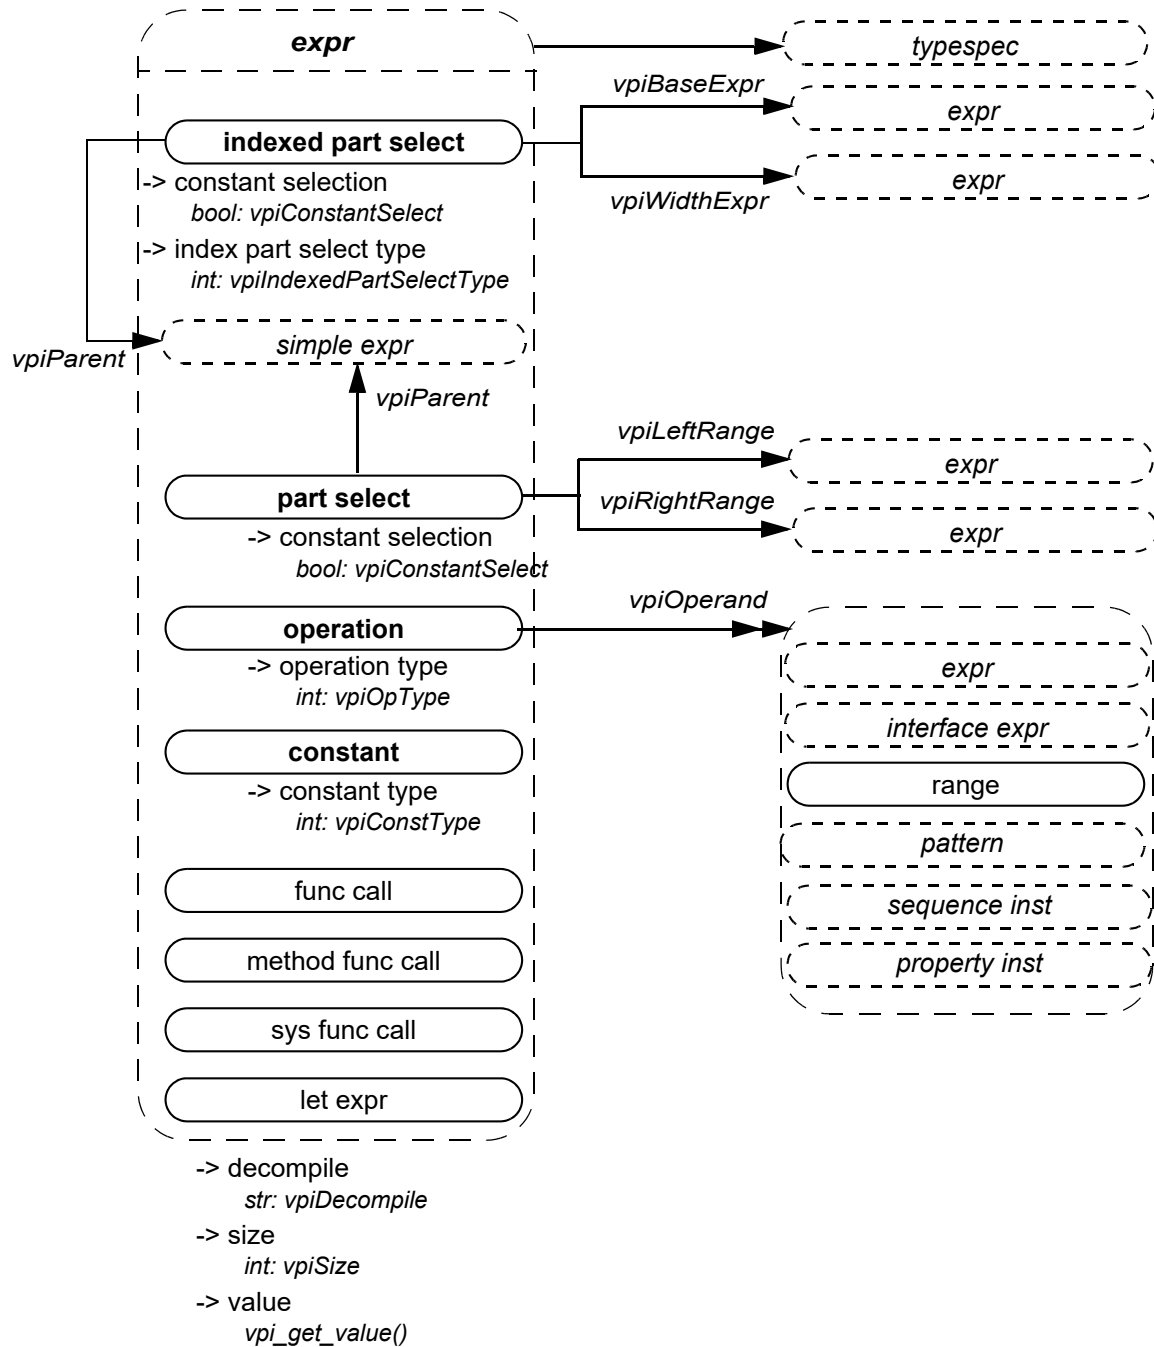 expr
typespec
vpiBaseExpr
expr
indexed part select
expr
vpiWidthExpr
-> constant selection
bool: vpiConstantSelect
-> index part select type
int: vpiIndexedPartSelectType
simple expr
vpiParent
vpiParent
vpiLeftRange
expr
part select
vpiRightRange
expr
-> constant selection
bool: vpiConstantSelect
vpiOperand
operation
-> operation type
int: vpiOpType
expr
interface expr
constant
-> constant type
int: vpiConstType
range
pattern
func call
sequence inst
method func call
property inst
sys func call
let expr
-> decompile
str: vpiDecompile
-> size
int: vpiSize
-> value
vpi_get_value()